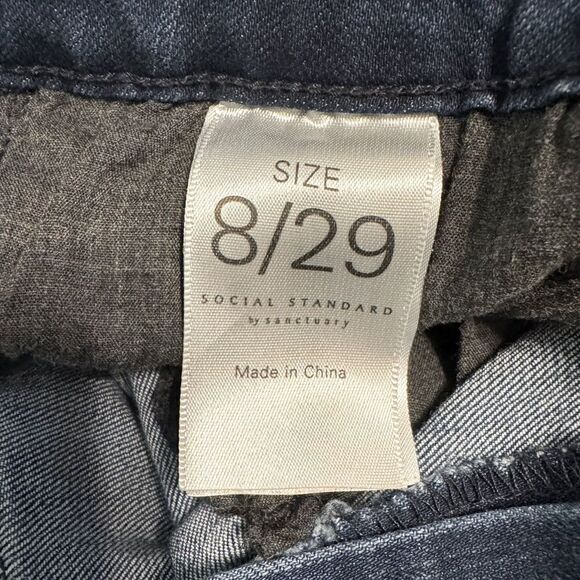 SIZE
8/29
SOCIAL STANDARD
by sanctuary
Made in China